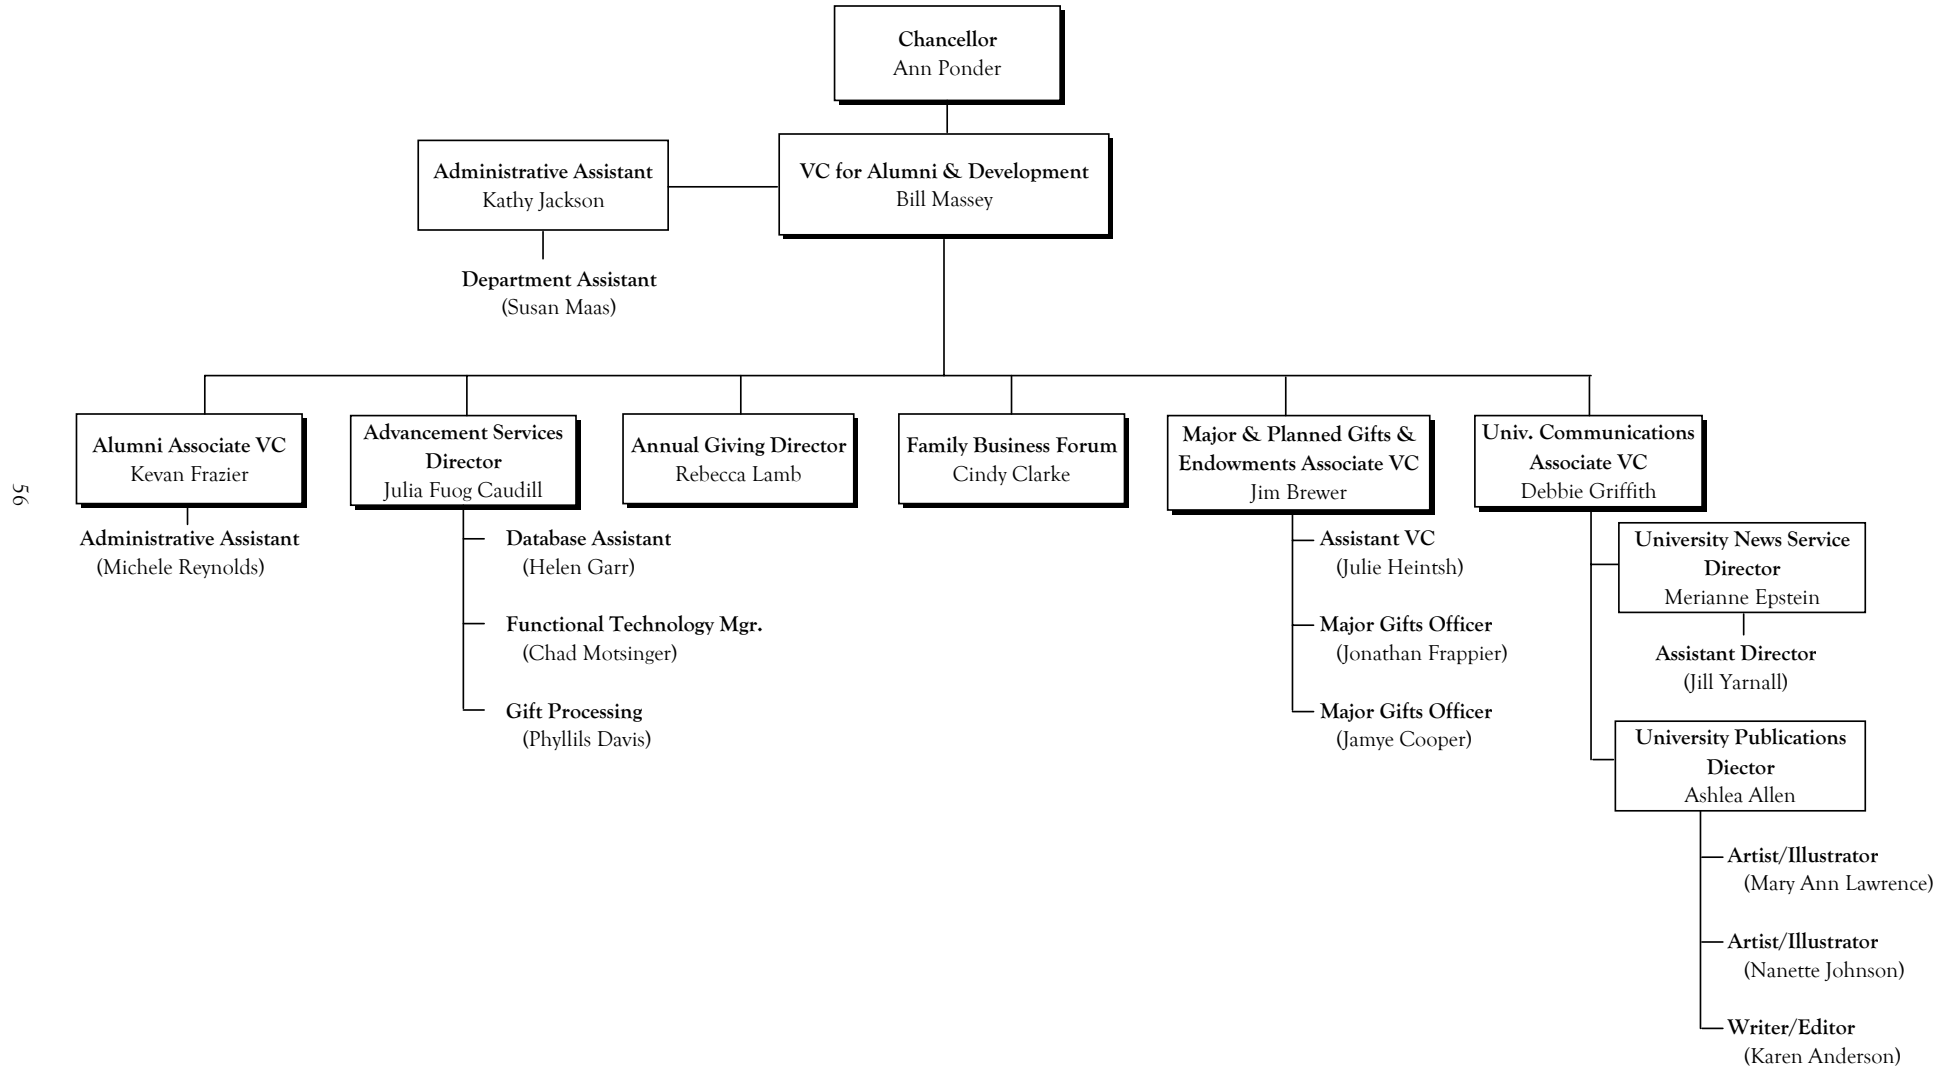 Chancellor
Ann Ponder
VC for Alumni & Development
Bill Massey
Administrative Assistant
Kathy Jackson
Department Assistant
(Susan Maas)
Alumni Associate VC
Kevan Frazier
Administrative Assistant
(Michele Reynolds)
Advancement Services
Director
Julia Fuog Caudill
Database Assistant
(Helen Garr)
Functional Technology Mgr.
(Chad Motsinger)
Gift Processing
(Phyllils Davis)
Annual Giving Director
Rebecca Lamb
Family Business Forum
Cindy Clarke
Major & Planned Gifts &
Endowments Associate VC
Jim Brewer
Assistant VC
(Julie Heintsh)
Major Gifts Officer
(Jonathan Frappier)
Major Gifts Officer
(Jamye Cooper)
Univ. Communications
Associate VC
Debbie Griffith
University News Service
Director
Merianne Epstein
Assistant Director
(Jill Yarnall)
University Publications
Diector
Ashlea Allen
Artist/Illustrator
(Mary Ann Lawrence)
Artist/Illustrator
(Nanette Johnson)
Writer/Editor
(Karen Anderson)
56